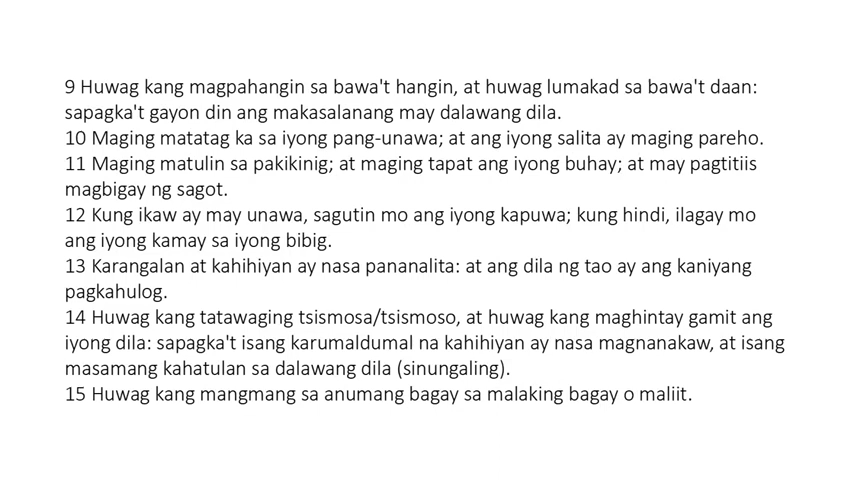 9 Huwag kang magpahangin sa bawa't hangin, at huwag lumakad sa bawa't daan:
sapagka't gayon din ang makasalanang may dalawang dila.
10 Maging matatag ka sa iyong pang-unawa; at ang iyong salita ay maging pareho.
11 Maging matulin sa pakikinig; at maging tapat ang iyong buhay; at may pagtitiis
magbigay ng sagot.
12 Kung ikaw ay may unawa, sagutin mo ang iyong kapuwa; kung hindi, ilagay mo
ang iyong kamay sa iyong bibig.
13 Karangalan at kahihiyan ay nasa pananalita: at ang dila ng tao ay ang kaniyang
pagkahulog.
14 Huwag kang tatawaging tsismosa/tsismoso, at huwag kang maghintay gamit ang
iyong dila: sapagka't isang karumaldumal na kahihiyan ay nasa magnanakaw, at isang
masamang kahatulan sa dalawang dila (sinungaling).
15 Huwag kang mangmang sa anumang bagay sa malaking bagay o maliit.